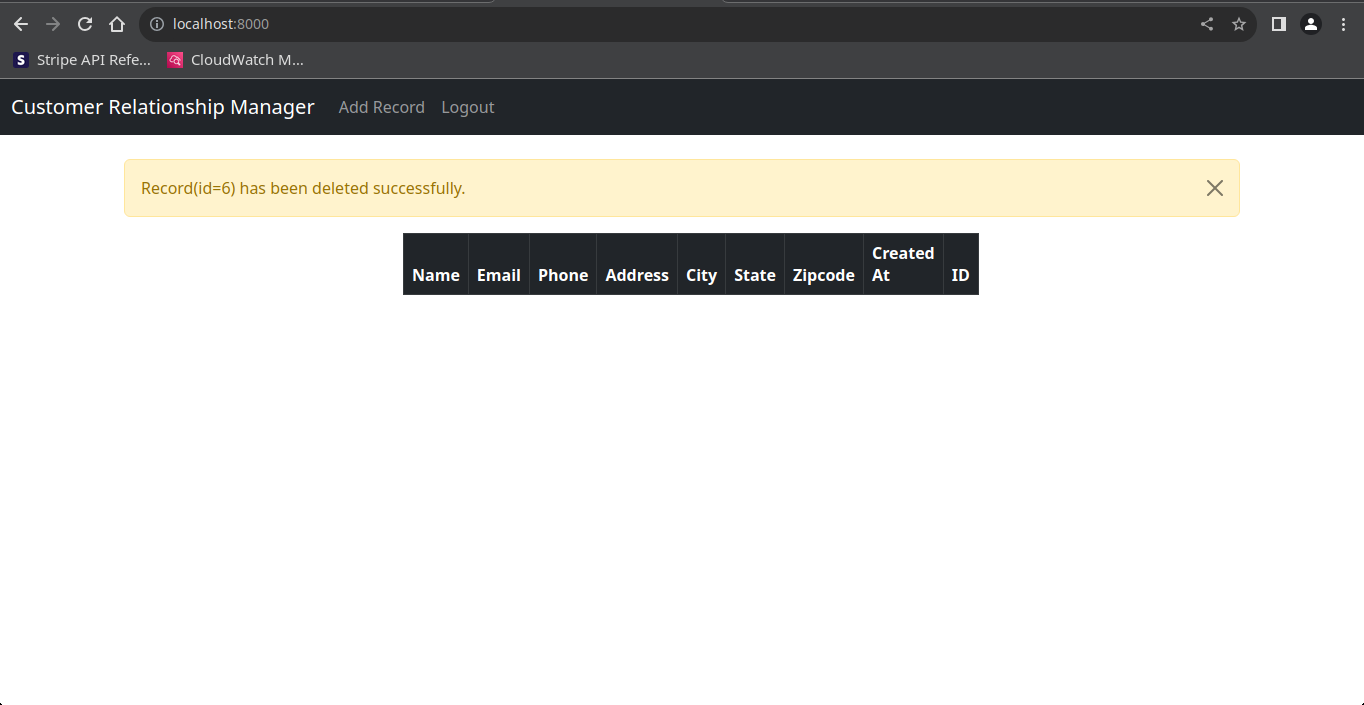 localhost:8000
S Stripe API Refe... CloudWatch M...
Customer Relationship Manager Add Record Logout
Record(id=6) has been deleted successfully.
Name Email Phone Address City State Zipcode Created At ID